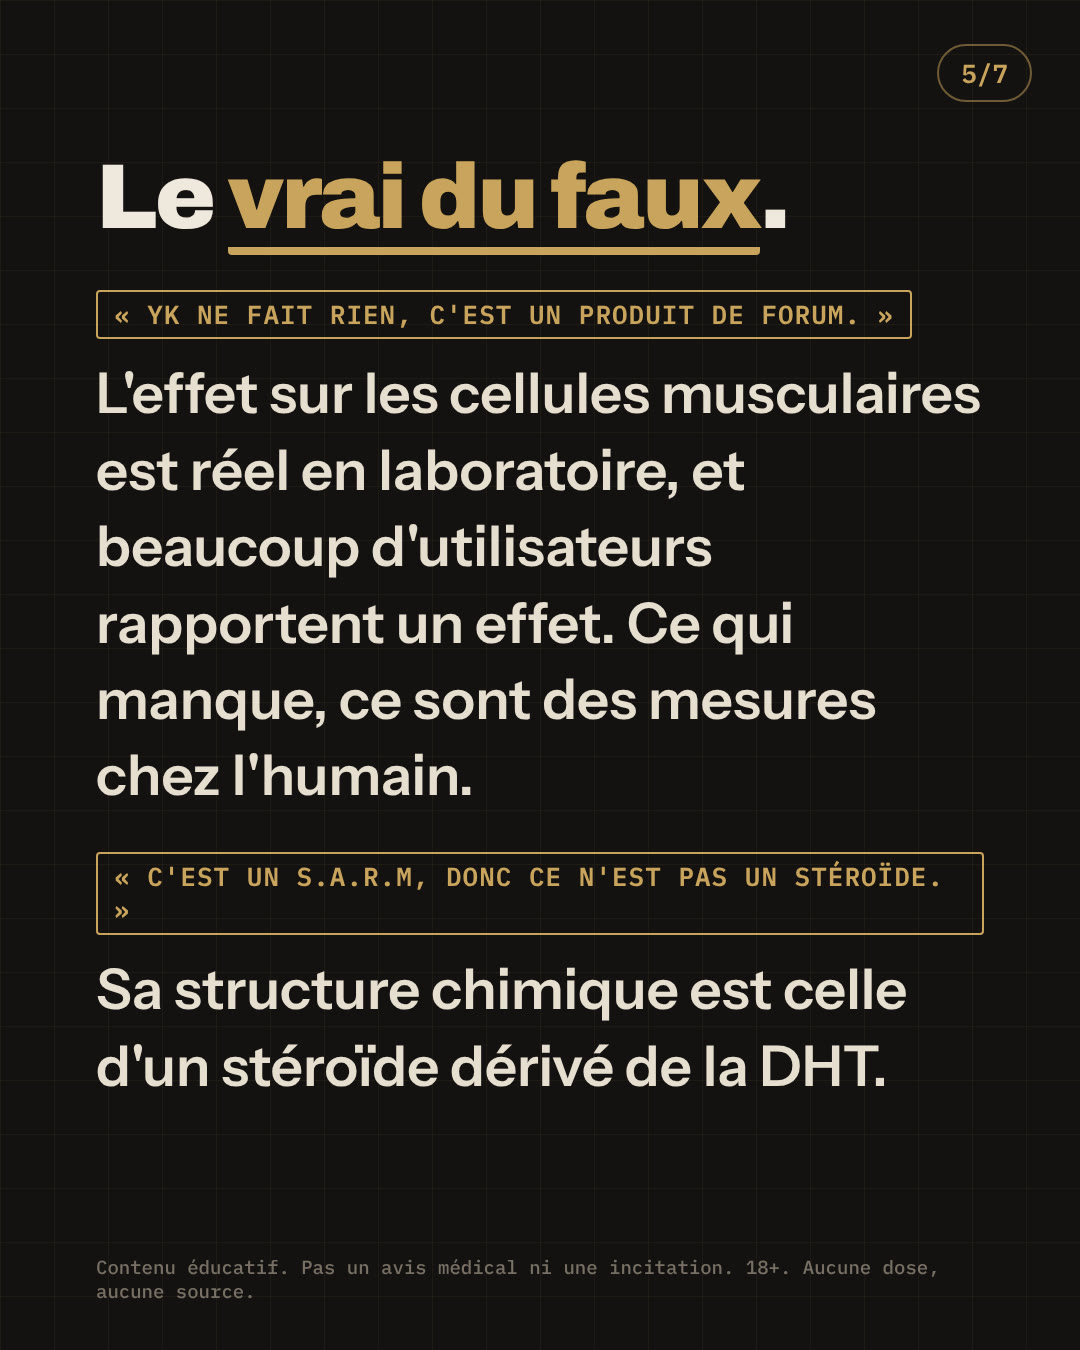 5/7
Le vrai du faux.
« YK NE FAIT RIEN, C'EST UN PRODUIT DE FORUM. »
L'effet sur les cellules musculaires
est réel en laboratoire, et
beaucoup d'utilisateurs
rapportent un effet. Ce qui
manque, ce sont des mesures
chez l'humain.
« C'EST UN S.A.R.M, DONC CE N'EST PAS UN STÉROÏDE.
»
Sa structure chimique est celle
d'un stéroïde dérivé de la DHT.
Contenu éducatif. Pas un avis médical ni une incitation. 18+. Aucune dose,
aucune source.